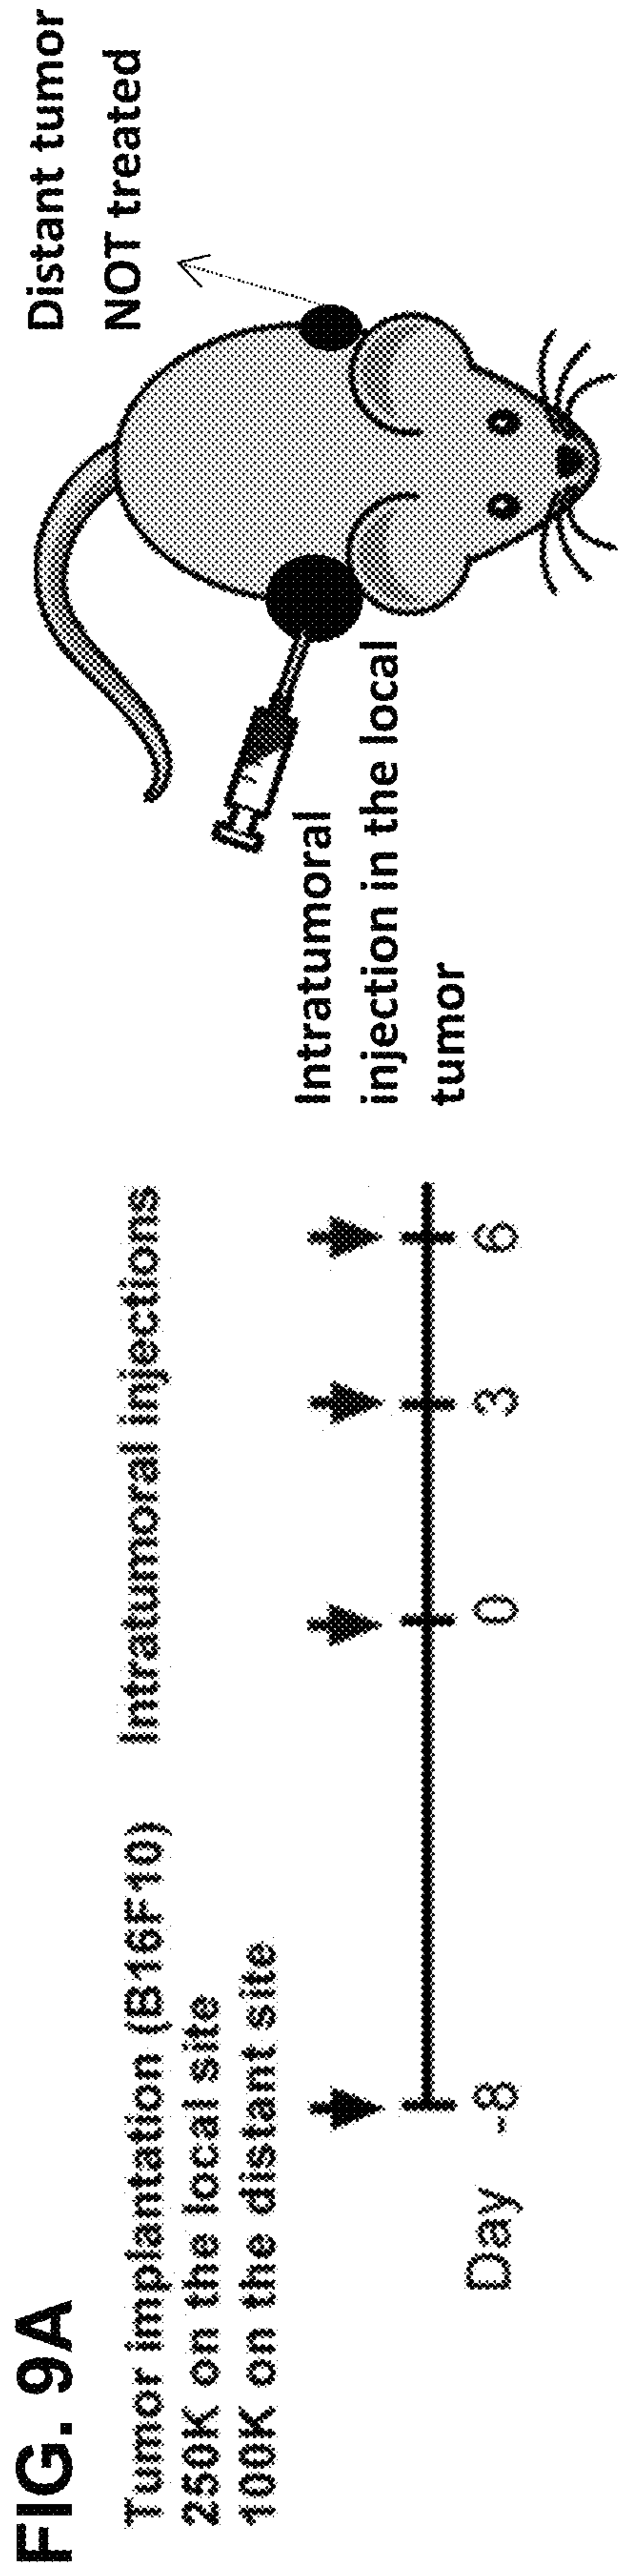 FIG. 9A
Tumor implantation (B16F10)
250K on the local site
100K on the distant site
Intratumoral injections
Day -8 0 3 6
Intratumoral
injection in the local
tumor
Distant tumor
NOT treated